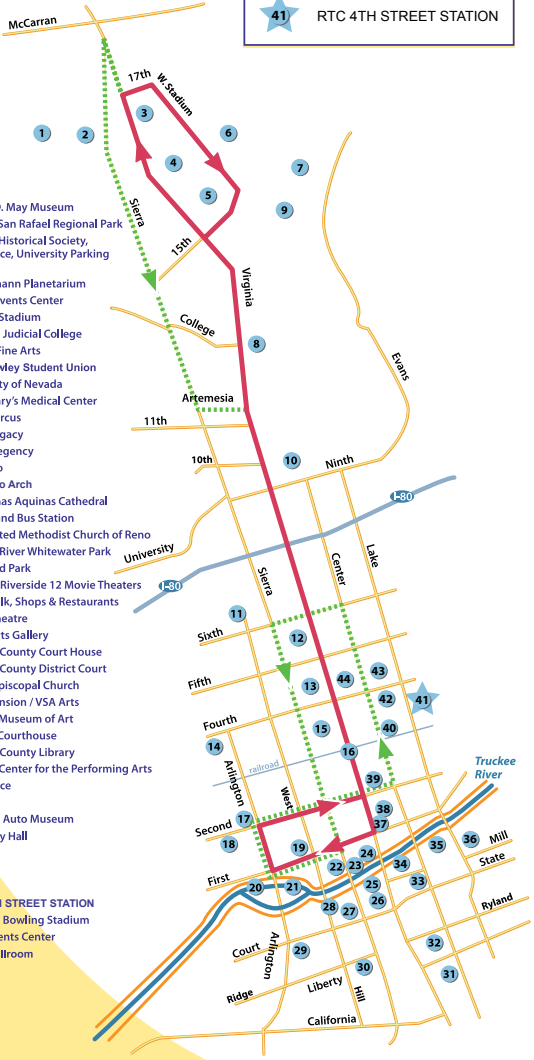 McCarran
41 RTC 4TH STREET STATION
17th
W. Stadium
3
1
2
6
4
7
5
9
Sierra
15th
Virginia
College
8
Evans
Artemesia
11th
10th
10
Ninth
I-80
University
I-80
Sierra
Center
Lake
11
Sixth
12
Fifth
13
44
43
42
41
Fourth
14
15
40
16
railroad
Arlington
West
39
Truckee
River
Second
17
38
37
18
19
36
Mill
35
24
State
22
23
34
First
20
21
25
33
26
Ryland
28
27
Court
Arlington
29
32
30
31
Ridge
Liberty
Hill
California
. May Museum
San Rafael Regional Park
Historical Society,
ce, University Parking
ann Planetarium
vents Center
Stadium
Judicial College
Fine Arts
wley Student Union
ty of Nevada
ary's Medical Center
ircus
gacy
egency
o
o Arch
as Aquinas Cathedral
und Bus Station
ted Methodist Church of Reno
River Whitewater Park
d Park
Riverside 12 Movie Theaters
lk, Shops & Restaurants
heatre
ts Gallery
County Court House
County District Court
piscopal Church
nsion / VSA Arts
Museum of Art
Courthouse
County Library
Center for the Performing Arts
ce
Auto Museum
y Hall
H STREET STATION
Bowling Stadium
ents Center
llroom